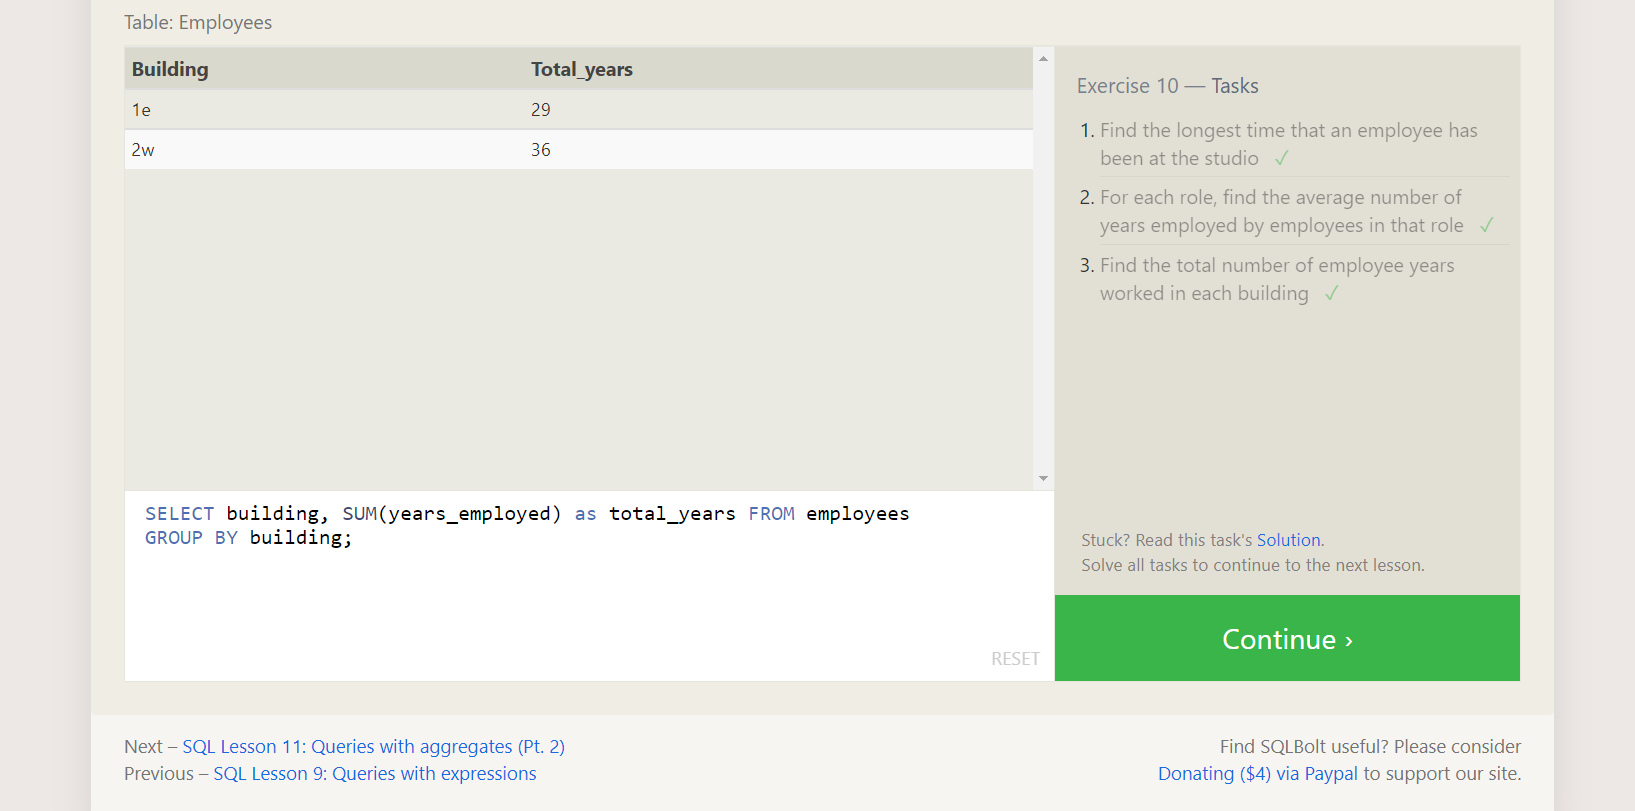 Table: Employees
Building Total_years
1e 29
2w 36
SELECT building, SUM(years_employed) as total_years FROM employees
GROUP BY building;
RESET
Exercise 10 — Tasks
1. Find the longest time that an employee has
been at the studio ✓
2. For each role, find the average number of
years employed by employees in that role ✓
3. Find the total number of employee years
worked in each building ✓
Stuck? Read this task's Solution.
Solve all tasks to continue to the next lesson.
Continue ›
Next – SQL Lesson 11: Queries with aggregates (Pt. 2)
Previous – SQL Lesson 9: Queries with expressions
Find SQLBolt useful? Please consider
Donating ($4) via Paypal to support our site.